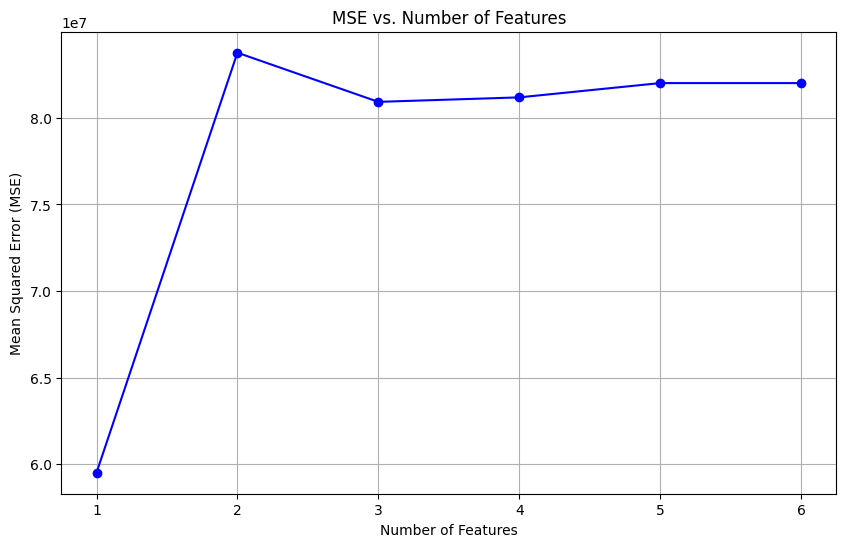 MSE vs. Number of Features
1e7
8.0
7.5
7.0
6.5
6.0
Mean Squared Error (MSE)
1 2 3 4 5 6
Number of Features